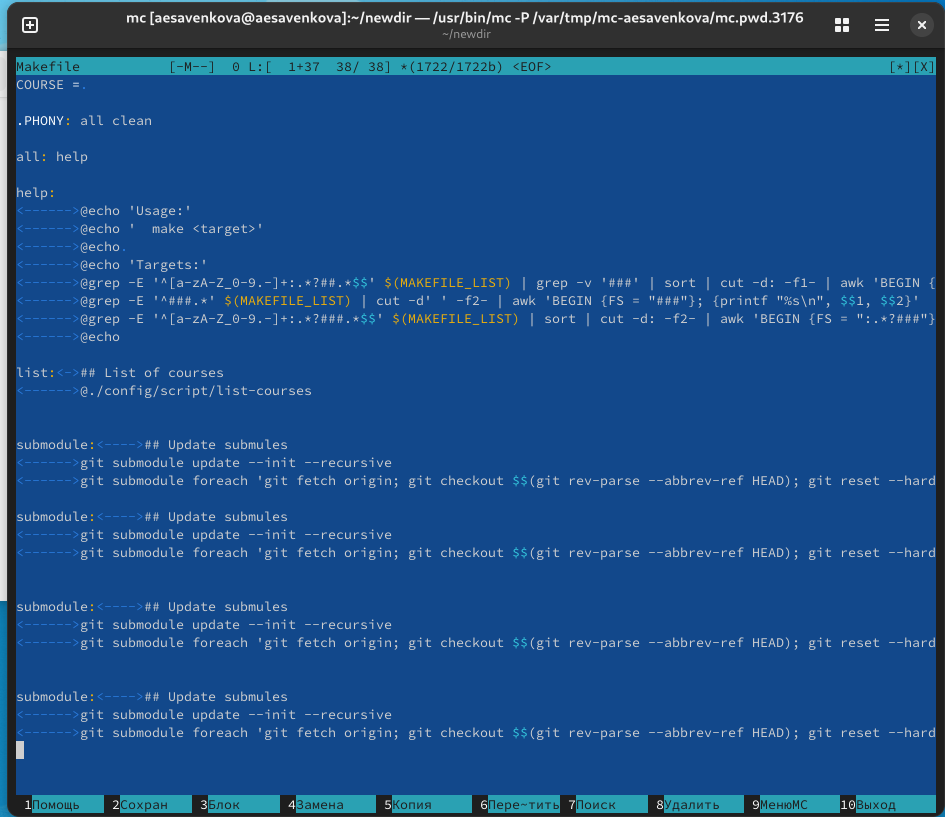 mc [aesavenkova@aesavenkova]:~/newdir — /usr/bin/mc -P /var/tmp/mc-aesavenkova/mc.pwd.3176
~/newdir
Makefile [-M--] 0 L:[ 1+37 38/ 38] *(1722/1722b) <EOF> [*][X]
COURSE =.

.PHONY: all clean

all: help

help:
<------>@echo 'Usage:'
<------>@echo '  make <target>'
<------>@echo.
<------>@echo 'Targets:'
<------>@grep -E '^[a-zA-Z_0-9.-]+:.*?##.*$$' $(MAKEFILE_LIST) | grep -v '###' | sort | cut -d: -f1- | awk 'BEGIN {
<------>@grep -E '^###.*' $(MAKEFILE_LIST) | cut -d' ' -f2- | awk 'BEGIN {FS = "###"}; {printf "%s\n", $$1, $$2}'
<------>@grep -E '^[a-zA-Z_0-9.-]+:.*?###.*$$' $(MAKEFILE_LIST) | sort | cut -d: -f2- | awk 'BEGIN {FS = ":.*?###"}
<------>@echo

list:<->## List of courses
<------>@./config/script/list-courses

submodule:<---->## Update submules
<------>git submodule update --init --recursive
<------>git submodule foreach 'git fetch origin; git checkout $$(git rev-parse --abbrev-ref HEAD); git reset --hard

submodule:<---->## Update submules
<------>git submodule update --init --recursive
<------>git submodule foreach 'git fetch origin; git checkout $$(git rev-parse --abbrev-ref HEAD); git reset --hard

submodule:<---->## Update submules
<------>git submodule update --init --recursive
<------>git submodule foreach 'git fetch origin; git checkout $$(git rev-parse --abbrev-ref HEAD); git reset --hard

submodule:<---->## Update submules
<------>git submodule update --init --recursive
<------>git submodule foreach 'git fetch origin; git checkout $$(git rev-parse --abbrev-ref HEAD); git reset --hard

1Помощь 2Сохран 3Блок 4Замена 5Копия 6Пере~тить 7Поиск 8Удалить 9МенюMC 10Выход